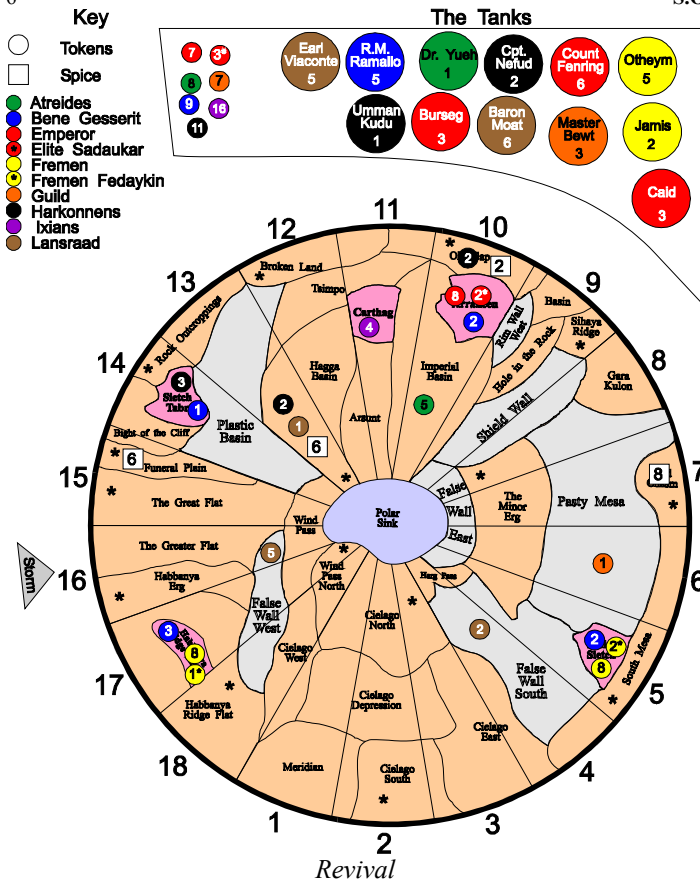 Key
The Tanks
Tokens
Spice
Atreides
Bene Gesserit
Emperor
Elite Sadaukar
Fremen
Fremen Fedaykin
Guild
Harkonnens
Ixians
Lansraad
7
3*
8
7
9
16
11
Earl
Viaconte
5
R.M.
Ramallo
5
Dr. Yueh
1
Cpt.
Nefud
2
Count
Fenring
6
Otheym
5
Umman
Kudu
1
Burseg
3
Baron
Moat
6
Master
Bewt
3
Jamis
2
Caid
3
11
12
10
13
9
14
8
15
16
6
17
5
18
4
1
3
2
Broken Land
*
Tsimpo
Carthag
4
*
2
2
8
2*
2
Rim Wall
West
Basin
Sihaya
Ridge
*
Hole in the Rock
Gara
Kulon
Shield Wall
Rock Outcroppings
*
3
Sietch
1
Bight of the Cliff
*
6
Funeral Plain
*
Plastic
Basin
Hagga
Basin
2
1
6
*
Arsunt
Imperial
Basin
5
The Great Flat
The Greater Flat
Habbanya
Erg
*
Wind
Pass
Wind
Pass
North
*
Polar
Sink
False
Wall
East
*
The
Minor
Erg
Pasty Mesa
8
*
1
Harg Pass
5
False
Wall
West
Cielago
North
*
2
False
Wall
South
2
2*
8
South Mesa
*
3
8
1*
*
Habbanya
Ridge Flat
Cielago
West
Cielago
Depression
Cielago
East
Meridian
Cielago
South
*
Storm
Revival